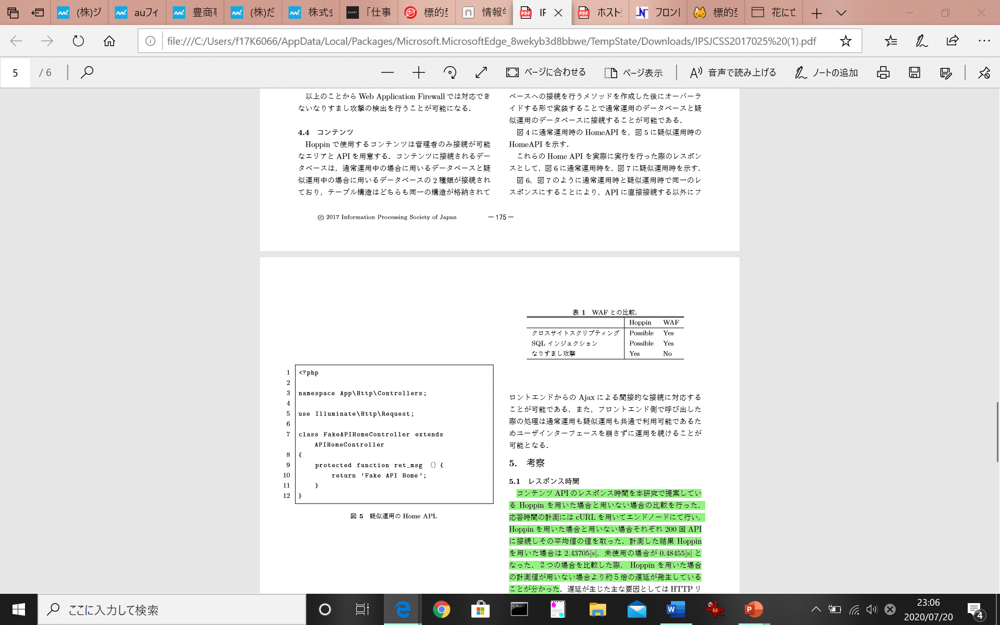 (株)ジ
auフィ
豊商事
(株)だ
株式会
「仕事
標的型
情報学
IF
ホスト
フロント
標的型
花にt
file:///C:/Users/f17K6066/AppData/Local/Packages/Microsoft.MicrosoftEdge_8wekyb3d8bbwe/TempState/Downloads/IPSJCSS2017025%20(1).pdf
5 / 6
ページに合わせる
ページ表示
音声で読み上げる
ノートの追加
以上のことから Web Application Firewall では対応でき
ないなりすまし攻撃の検出を行うことが可能になる．
4.4 コンテンツ
Hoppin で使用するコンテンツは管理者のみ接続が可能
なエリアと API を用意する．コンテンツに接続されるデー
タベースは，通常運用中の場合に用いるデータベースと疑
似運用中の場合に用いるデータベースの 2 種類が接続され
ており，テーブル構造はどちらも同一の構造が格納されて
ベースへの接続を行うメソッドを作成した後にオーバーラ
イドする形で実装することで通常運用のデータベースと疑
似運用のデータベースに接続することが可能である．
図 4 に通常運用時の HomeAPI を，図 5 に疑似運用時の
HomeAPI を示す．
これらの Home API を実際に実行を行った際のレスポン
スとして，図 6 に通常運用時を，図 7 に疑似運用時を示す．
図 6，図 7 のように通常運用時と疑似運用時で同一のレ
スポンスにすることにより，API に直接接続する以外にフ
© 2017 Information Processing Society of Japan
－ 175 －
1 <?php
2
3 namespace App\Http\Controllers;
4
5 use Illuminate\Http\Request;
6
7 class FakeAPIHomeController extends
APIHomeController
8 {
9 protected function ret_msg () {
10 return 'Fake API Home';
11 }
12 }
図 5 疑似運用の Home API.
表 1 WAF との比較．
Hoppin WAF
クロスサイトスクリプティング Possible Yes
SQL インジェクション Possible Yes
なりすまし攻撃 Yes No
ロントエンドからの Ajax による間接的な接続に対応する
ことが可能である．また，フロントエンド側で呼び出した
際の処理は通常運用も疑似運用も共通で利用可能であるた
めユーザインターフェースを崩さずに運用を続けることが
可能となる．
5. 考察
5.1 レスポンス時間
コンテンツ API のレスポンス時間を本研究で提案してい
る Hoppin を用いた場合と用いない場合の比較を行った．
応答時間の計測には cURL を用いてエンドノードにて行い，
Hoppin を用いた場合と用いない場合それぞれ 200 回 API
に接続しその平均値の値を取った．計測した結果 Hoppin
を用いた場合は 2.43705[s]，未使用の場合が 0.48455[s] と
なった． 2 つの場合を比較した際， Hoppin を用いた場合
の計測値が用いない場合より約 5 倍の遅延が発生している
ことが分かった．遅延が生じた主な要因としては HTTP リ
ここに入力して検索
23:06
2020/07/20
4